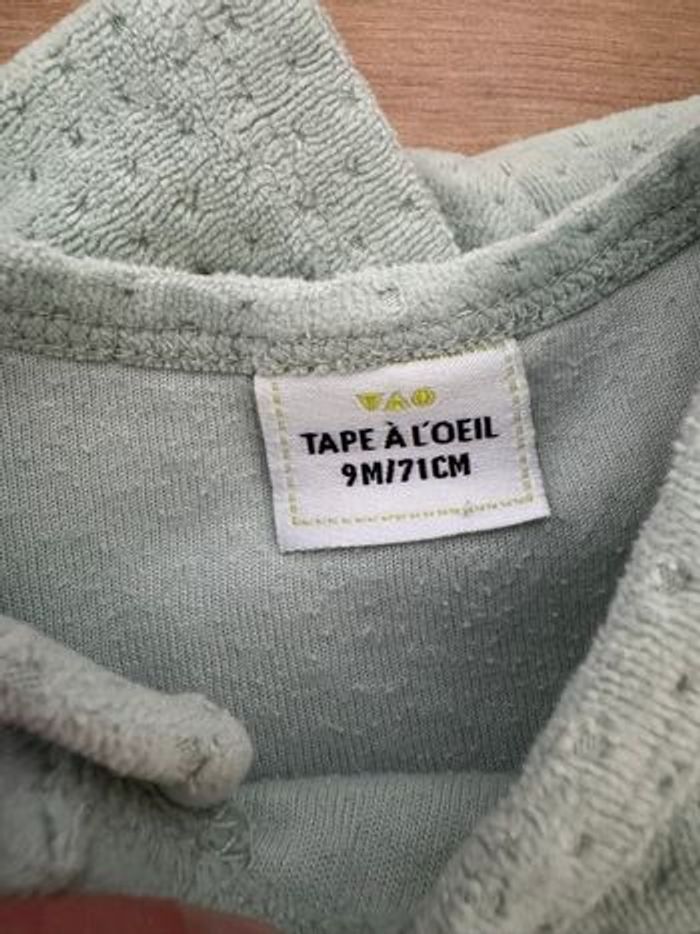 TAO
TAPE À L'OEIL
9M/71CM